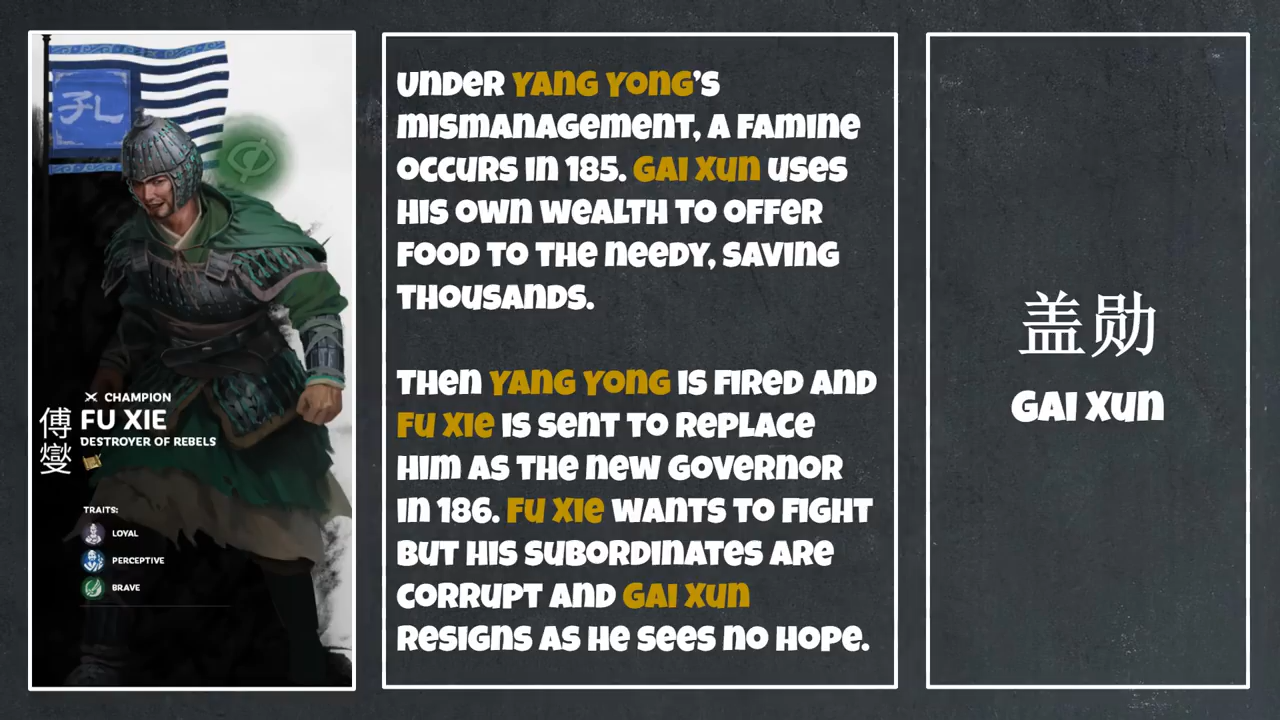 孔
CHAMPION
傅燮
FU XIE
DESTROYER OF REBELS
TRAITS:
LOYAL
PERCEPTIVE
BRAVE
UNDER YANG YONG'S
MISMANAGEMENT, A FAMINE
OCCURS IN 185. GAI XUN USES
HIS OWN WEALTH TO OFFER
FOOD TO THE NEEDY, SAVING
THOUSANDS.
THEN YANG YONG IS FIRED AND
FU XIE IS SENT TO REPLACE
HIM AS THE NEW GOVERNOR
IN 186. FU XIE WANTS TO FIGHT
BUT HIS SUBORDINATES ARE
CORRUPT AND GAI XUN
RESIGNS AS HE SEES NO HOPE.
盖勋
GAI XUN